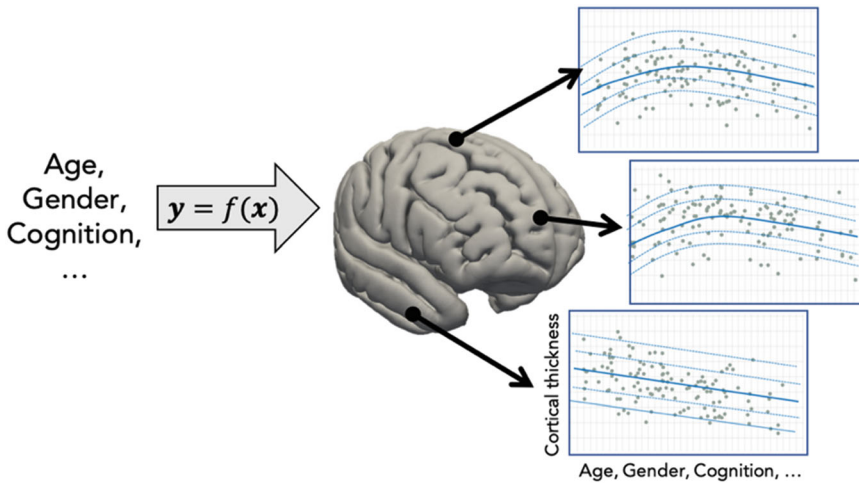 Age,
Gender,
Cognition,
...
y = f(x)
Cortical thickness
Age, Gender, Cognition, ...